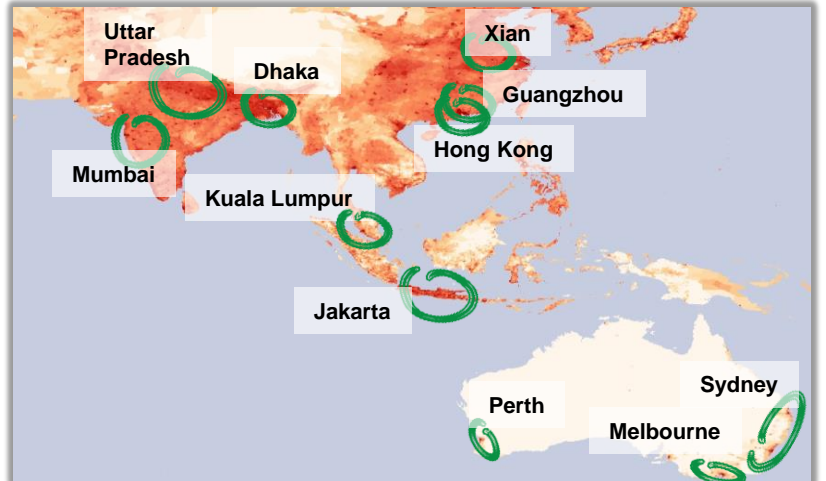 Uttar
Pradesh
Xian
Dhaka
Guangzhou
Hong Kong
Mumbai
Kuala Lumpur
Jakarta
Sydney
Perth
Melbourne